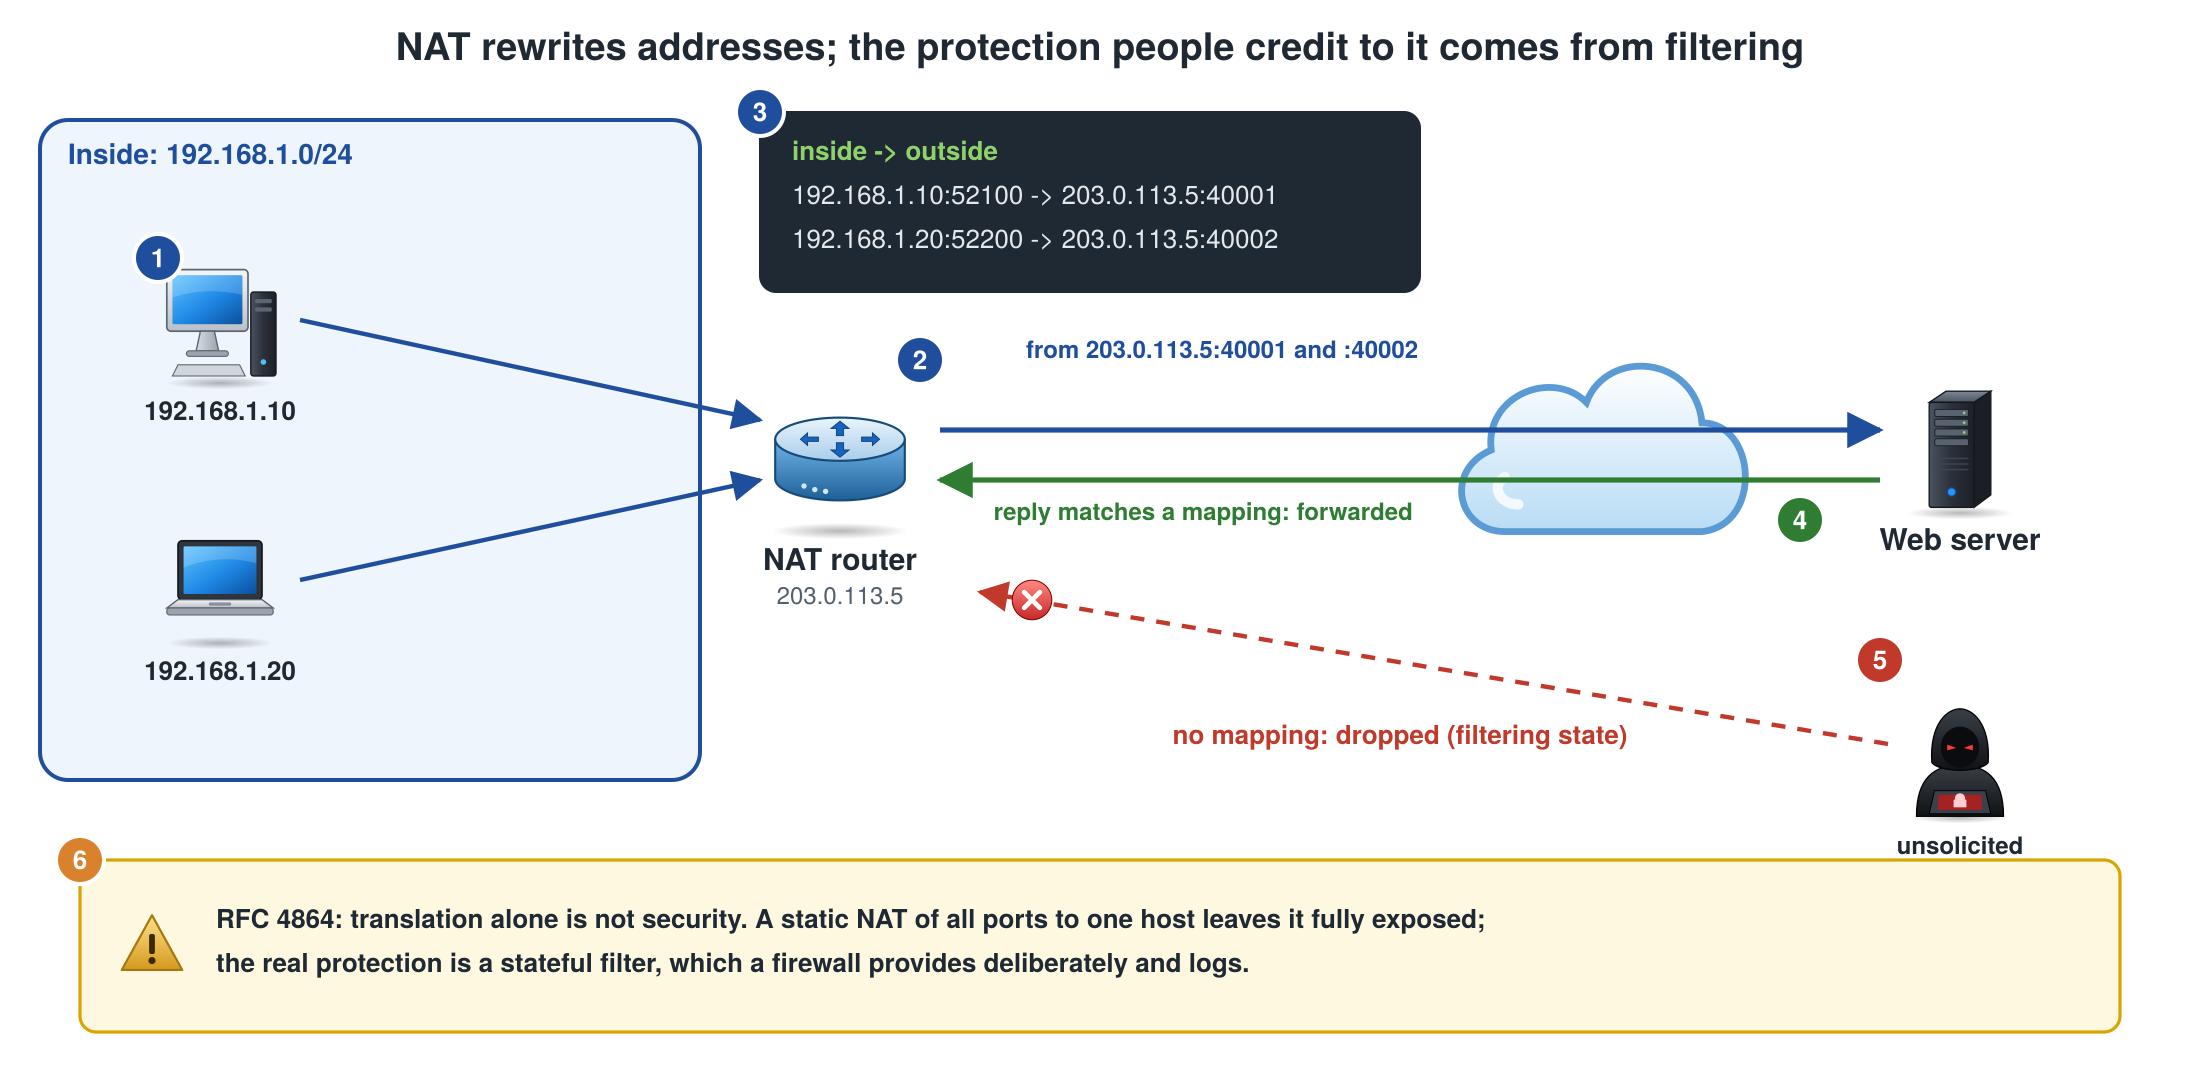 NAT rewrites addresses; the protection people credit to it comes from filtering
Inside: 192.168.1.0/24
1
192.168.1.10
192.168.1.20
3
inside -> outside
192.168.1.10:52100 -> 203.0.113.5:40001
192.168.1.20:52200 -> 203.0.113.5:40002
2
from 203.0.113.5:40001 and :40002
NAT router
203.0.113.5
reply matches a mapping: forwarded
4
Web server
5
no mapping: dropped (filtering state)
unsolicited
6
RFC 4864: translation alone is not security. A static NAT of all ports to one host leaves it fully exposed;
the real protection is a stateful filter, which a firewall provides deliberately and logs.